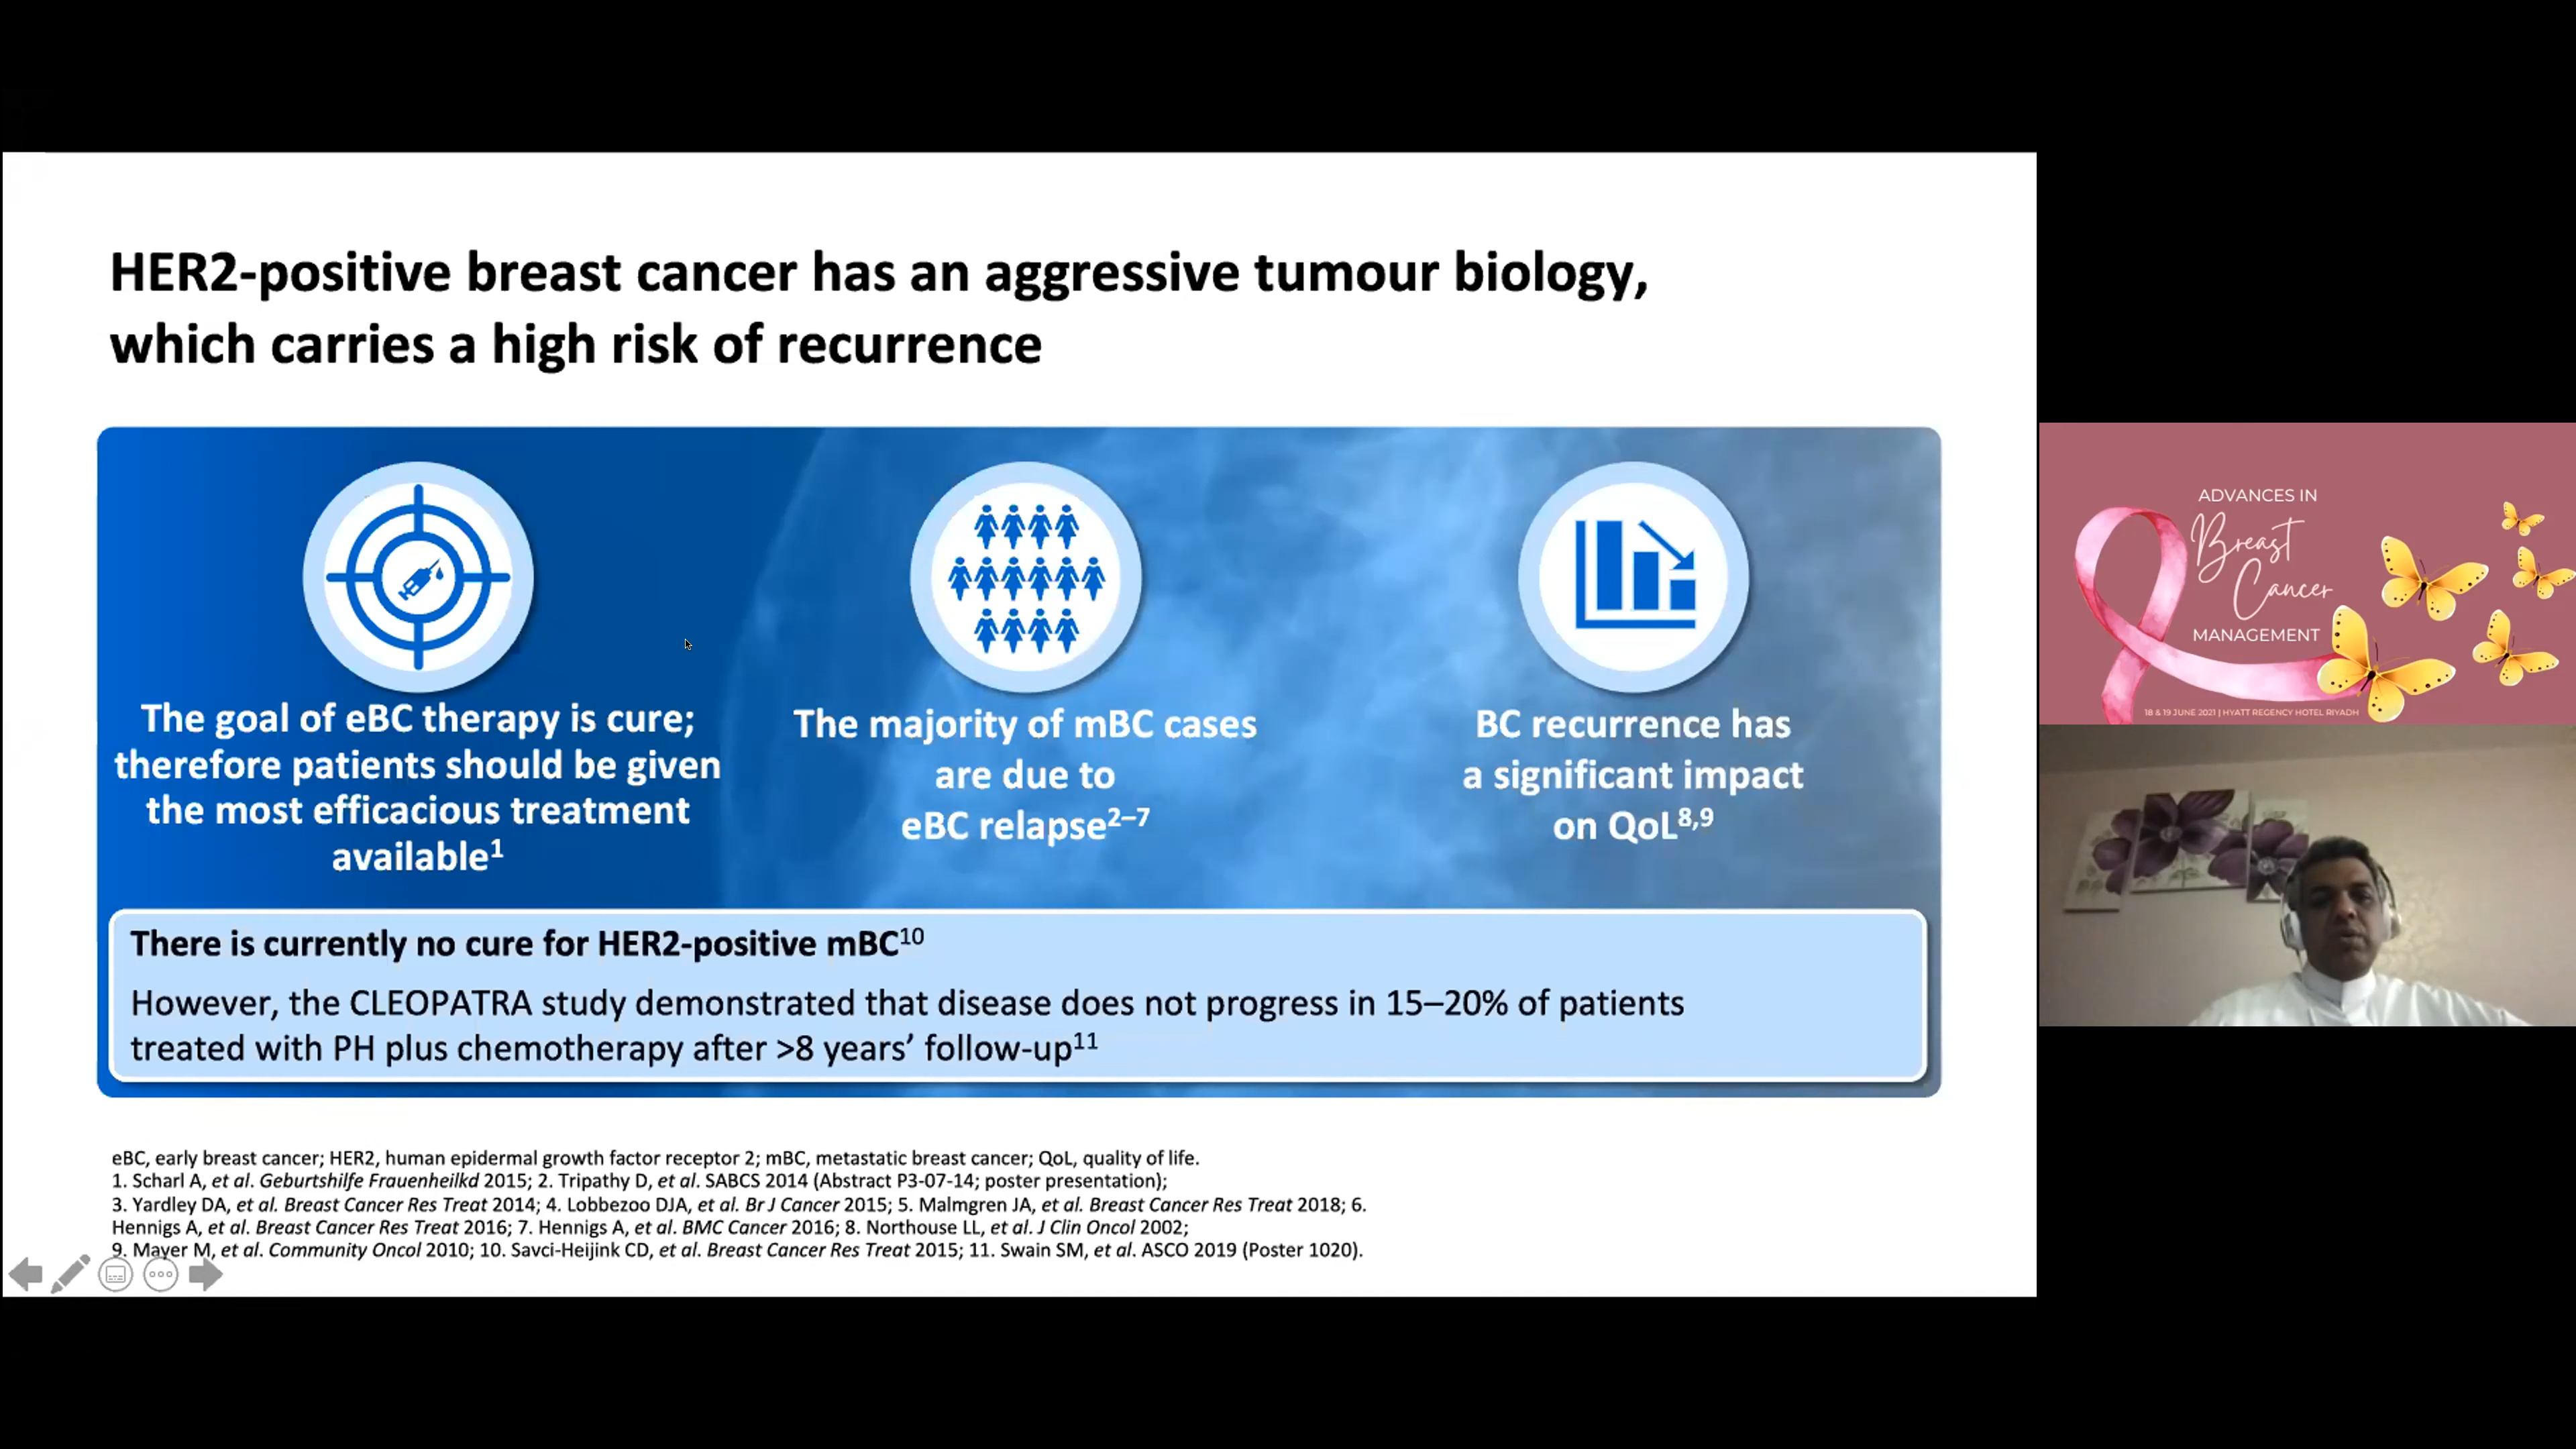 HER2-positive breast cancer has an aggressive tumour biology,
which carries a high risk of recurrence
The goal of eBC therapy is cure;
therefore patients should be given
the most efficacious treatment
available1
The majority of mBC cases
are due to
eBC relapse2–7
BC recurrence has
a significant impact
on QoL8,9
There is currently no cure for HER2-positive mBC10
However, the CLEOPATRA study demonstrated that disease does not progress in 15–20% of patients
treated with PH plus chemotherapy after >8 years’ follow-up11
eBC, early breast cancer; HER2, human epidermal growth factor receptor 2; mBC, metastatic breast cancer; QoL, quality of life.
1. Scharl A, et al. Geburtshilfe Frauenheilkd 2015; 2. Tripathy D, et al. SABCS 2014 (Abstract P3-07-14; poster presentation);
3. Yardley DA, et al. Breast Cancer Res Treat 2014; 4. Lobbezoo DJA, et al. Br J Cancer 2015; 5. Malmgren JA, et al. Breast Cancer Res Treat 2018; 6.
Hennigs A, et al. Breast Cancer Res Treat 2016; 7. Hennigs A, et al. BMC Cancer 2016; 8. Northouse LL, et al. J Clin Oncol 2002;
9. Mayer M, et al. Community Oncol 2010; 10. Savci-Heijink CD, et al. Breast Cancer Res Treat 2015; 11. Swain SM, et al. ASCO 2019 (Poster 1020).
ADVANCES IN
Breast
Cancer
MANAGEMENT
18 & 19 JUNE 2021 | HYATT REGENCY HOTEL RIYADH